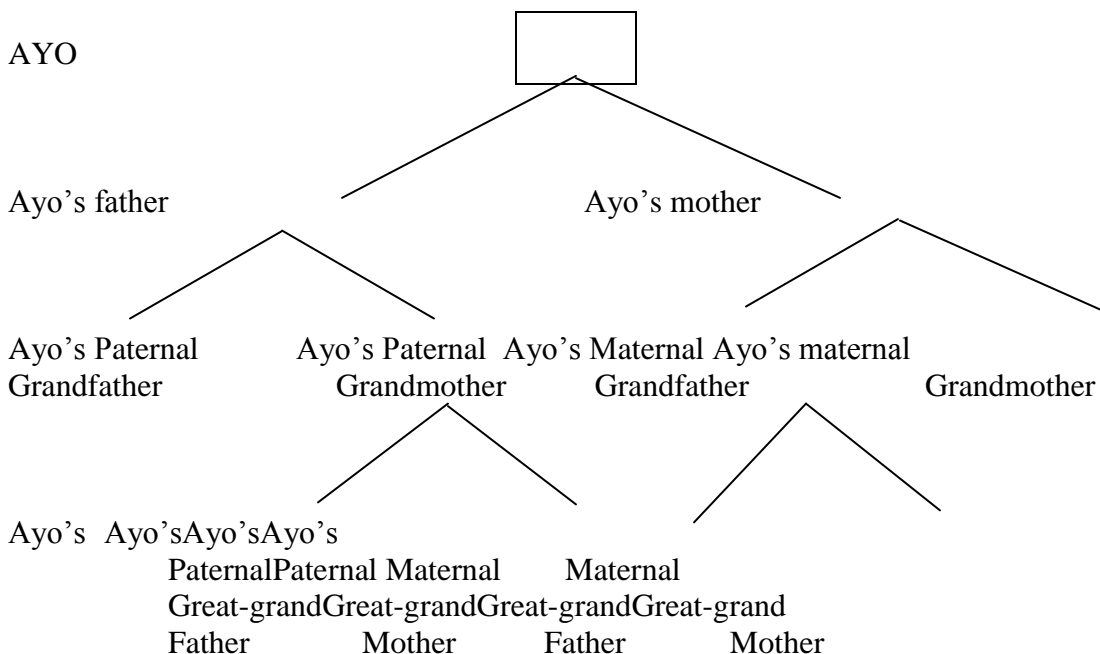 AYO
Ayo’s father Ayo’s mother
Ayo’s Paternal Ayo’s Paternal Ayo’s Maternal Ayo’s maternal
Grandfather Grandmother Grandfather Grandmother
Ayo’s Ayo’sAyo’sAyo’s
PaternalPaternal Maternal Maternal
Great-grandGreat-grandGreat-grandGreat-grand
Father Mother Father Mother